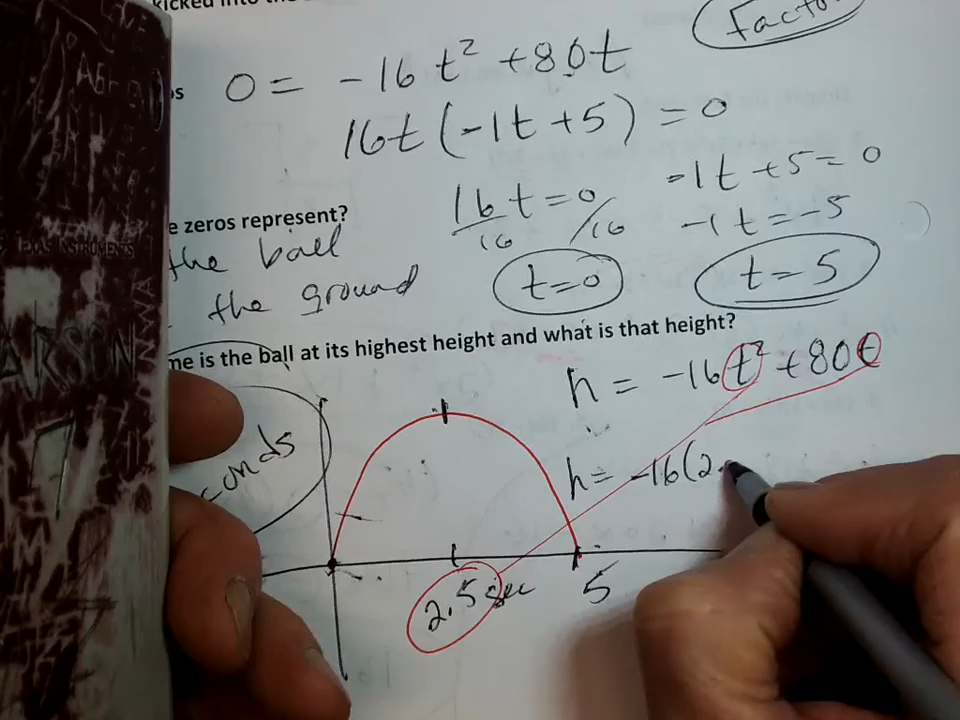 kicked into the
Factor
os 0 = -16t² +80t
16t(-1t+5) = 0
16t=0 -1t+5=0
16 /16 -1t=-5
e zeros represent?
the ball
t=0 t=5
the ground
me is the ball at its highest height and what is that height?
h = -16t² +80t
conds
h= -16(2.
2.5 sec 5
TEXAS INSTRUMENTS